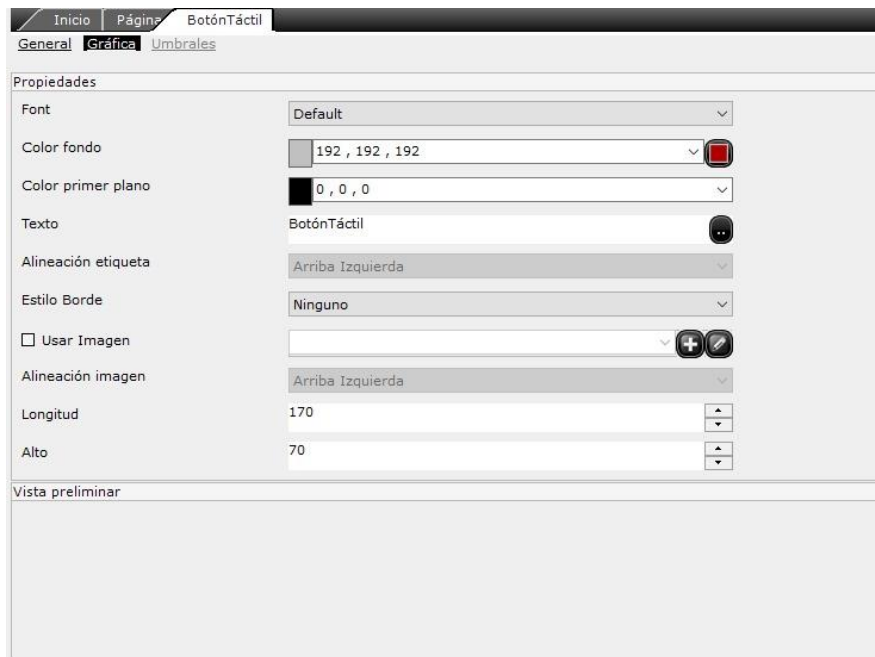 Inicio Página BotónTáctil
General Gráfica Umbrales
Propiedades
Font Default
Color fondo 192 , 192 , 192
Color primer plano 0 , 0 , 0
Texto BotónTáctil ..
Alineación etiqueta Arriba Izquierda
Estilo Borde Ninguno
Usar Imagen
Alineación imagen Arriba Izquierda
Longitud 170
Alto 70
Vista preliminar